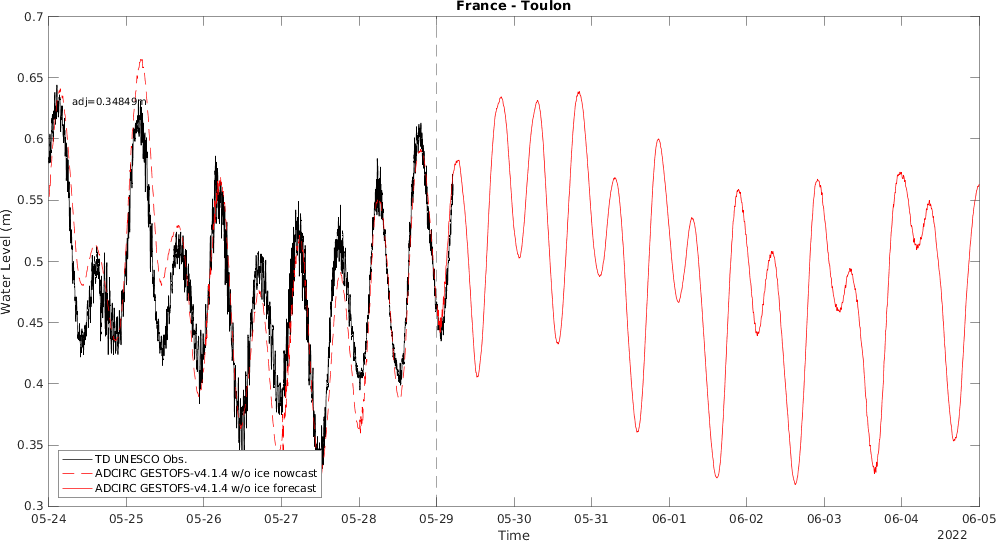 France - Toulon
0.7
0.65
0.6
0.55
0.5
0.45
0.4
0.35
0.3
Water Level (m)
adj=0.34849
TD UNESCO Obs.
ADCIRC GESTOFS-v4.1.4 w/o ice nowcast
ADCIRC GESTOFS-v4.1.4 w/o ice forecast
05-24 05-25 05-26 05-27 05-28 05-29 05-30 05-31 06-01 06-02 06-03 06-04 06-05
Time
2022